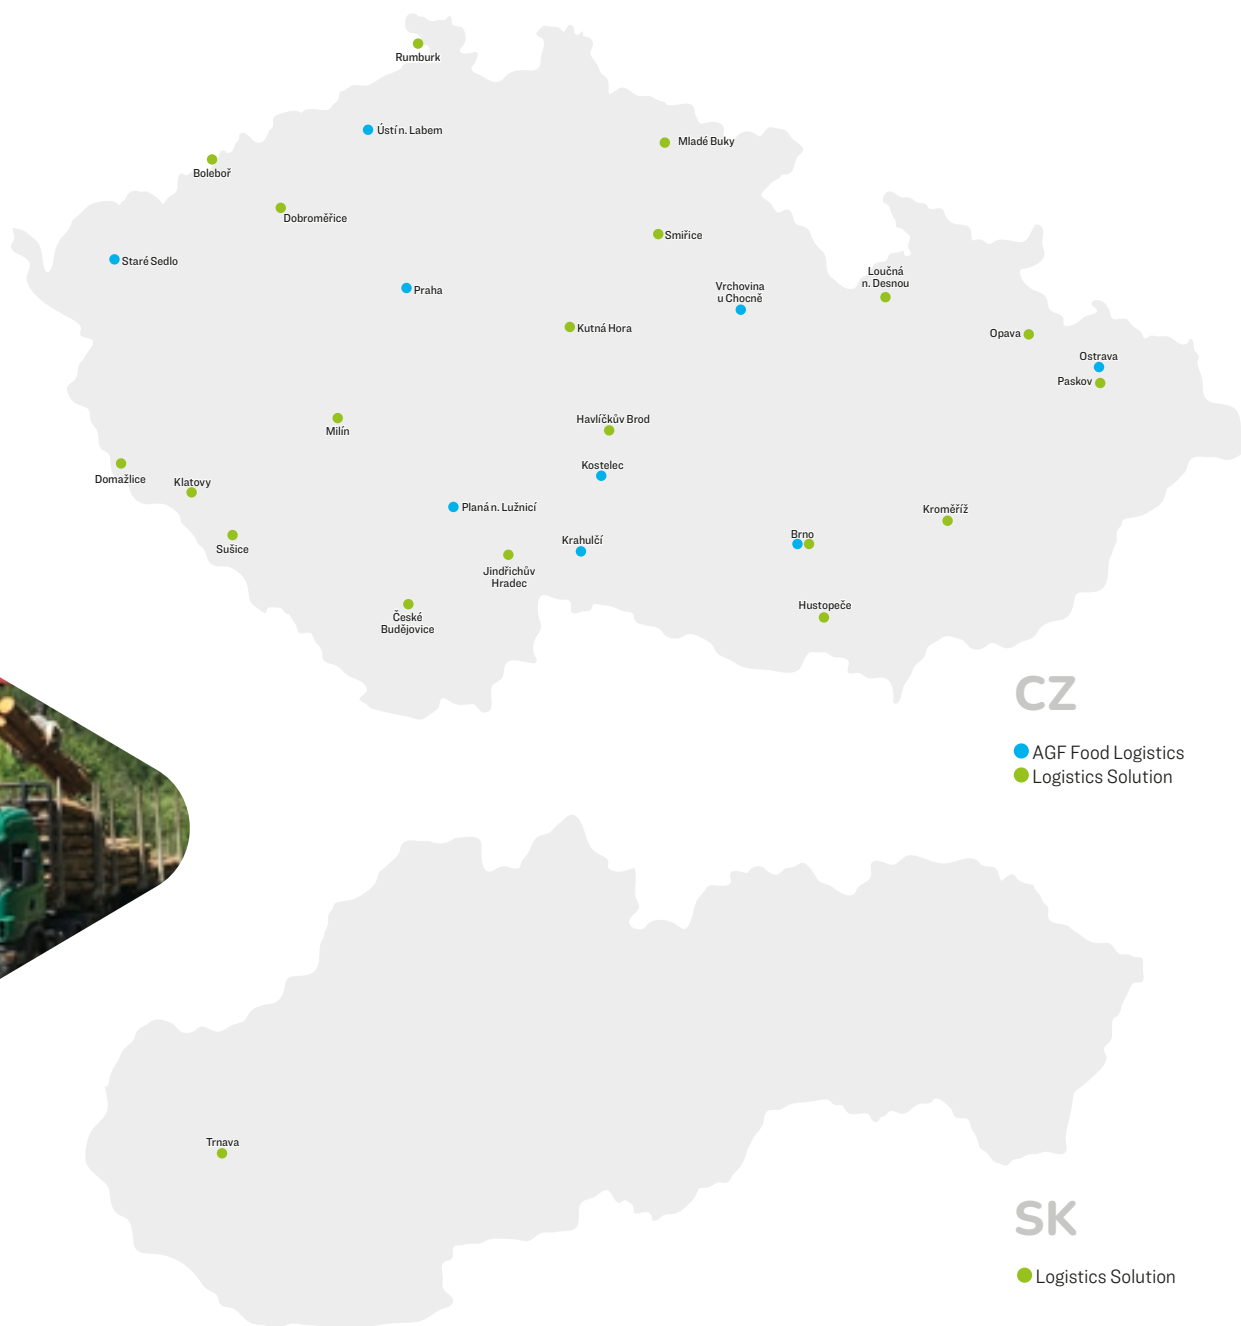 Rumburk
Ústí n. Labem
Mladé Buky
Boleboř
Dobroměřice
Smiřice
Staré Sedlo
Loučná
n. Desnou
Praha
Vrchovina
u Chocně
Kutná Hora
Opava
Ostrava
Paskov
Milín
Havlíčkův Brod
Kostelec
Domažlice
Klatovy
Planá n. Lužnicí
Kroměříž
Sušice
Krahulčí
Brno
Jindřichův
Hradec
České
Budějovice
Hustopeče
CZ
AGF Food Logistics
Logistics Solution
Trnava
SK
Logistics Solution